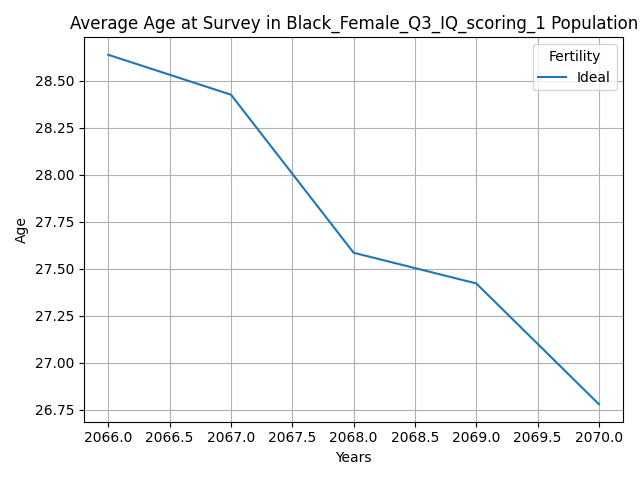 Average Age at Survey in Black_Female_Q3_IQ_scoring_1 Population
Fertility
Ideal
Age
28.50
28.25
28.00
27.75
27.50
27.25
27.00
26.75
2066.0 2066.5 2067.0 2067.5 2068.0 2068.5 2069.0 2069.5 2070.0
Years